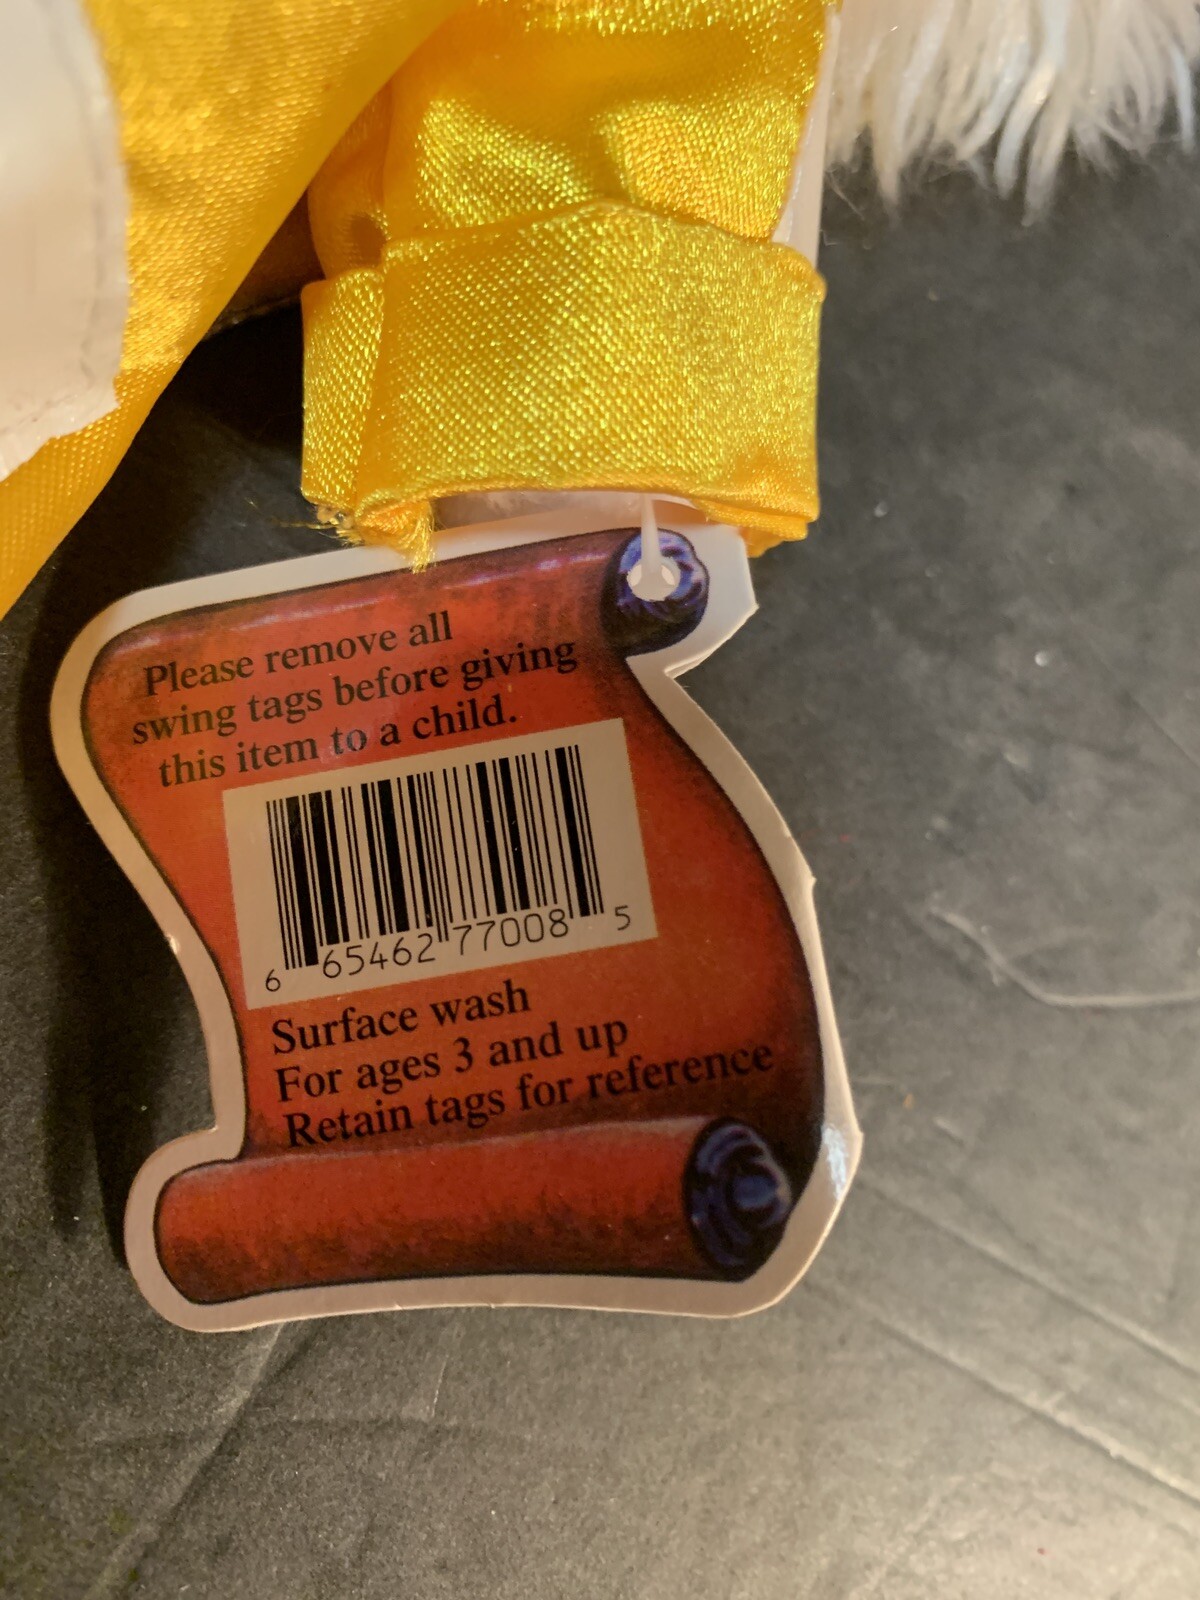 Please remove all
swing tags before giving
this item to a child.
6 65462 77008 5
Surface wash
For ages 3 and up
Retain tags for reference